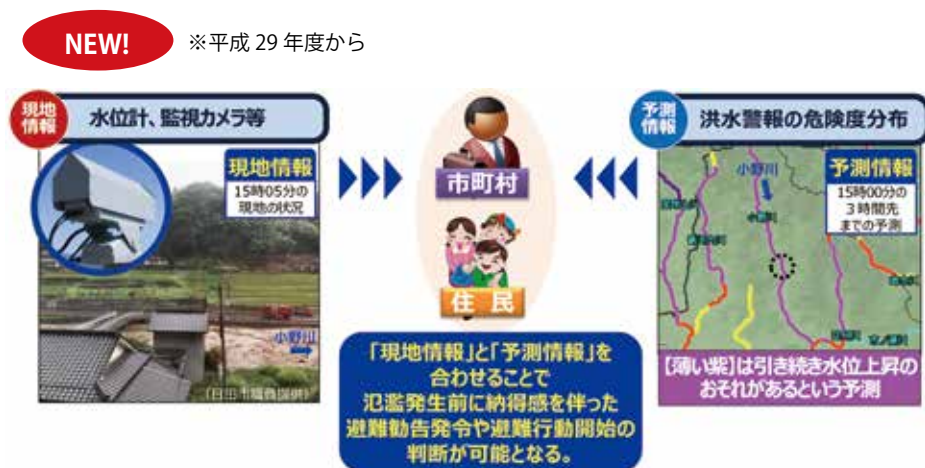 NEW!
※平成 29 年度から
現地
情報
水位計、監視カメラ等
現地情報
15時05分の
現地の状況
小野川
(日田市職員提供)
市町村
住 民
「現地情報」と「予測情報」を
合わせることで
氾濫発生前に納得感を伴った
避難勧告発令や避難行動開始の
判断が可能となる。
予測
情報
洪水警報の危険度分布
予測情報
15時00分の
3時間先
までの予測
小野川
【薄い紫】は引き続き水位上昇の
おそれがあるという予測